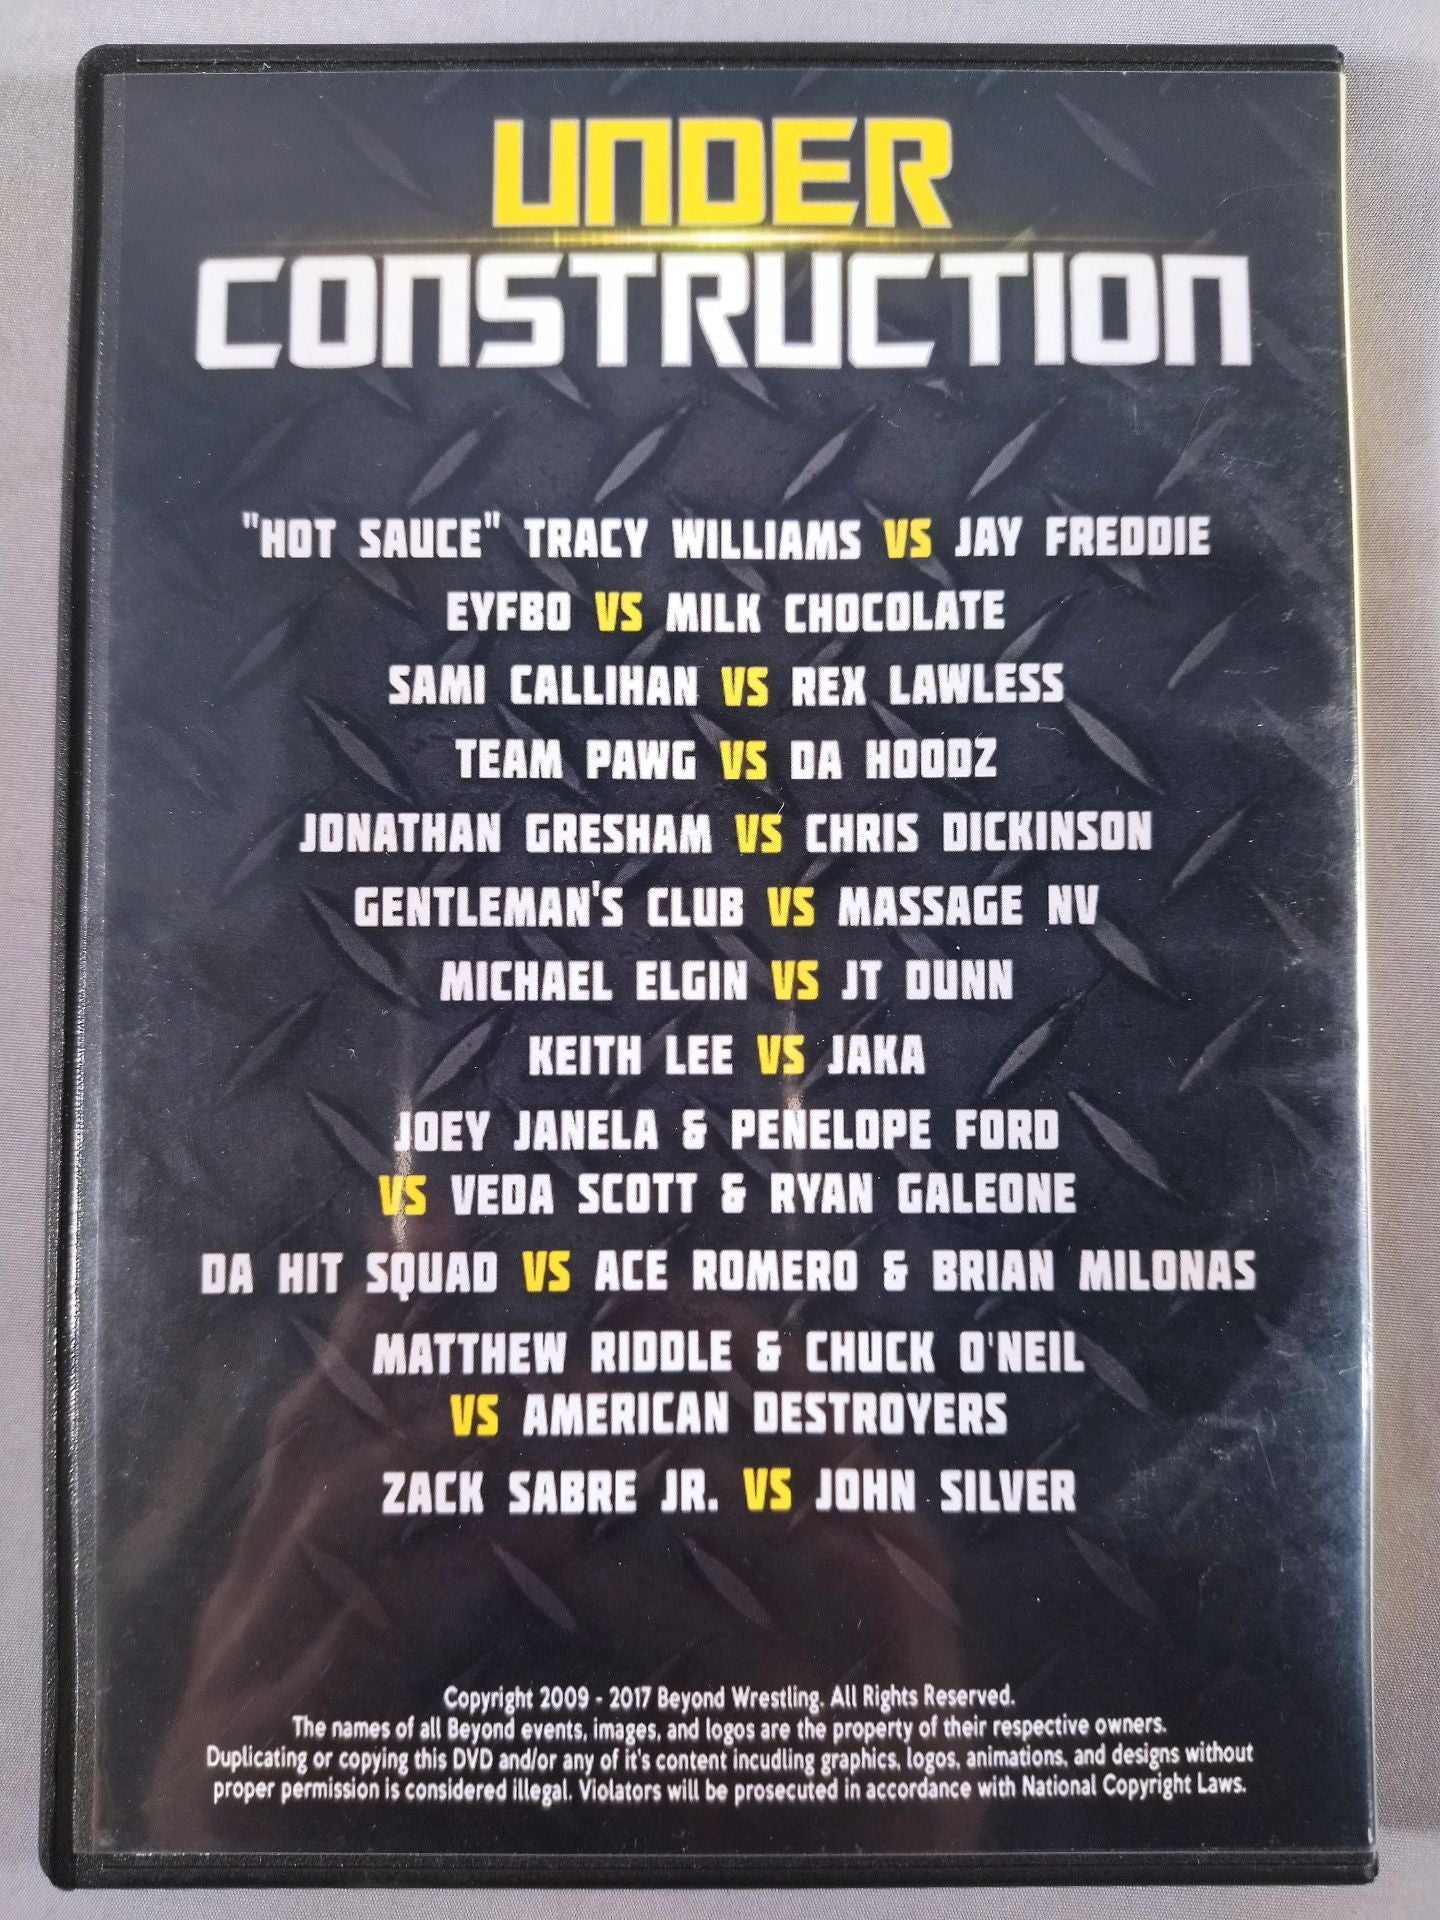 UNDER
CONSTRUCTION
"HOT SAUCE" TRACY WILLIAMS VS JAY FREDDIE
EYFBO VS MILK CHOCOLATE
SAMI CALLIHAN VS REX LAWLESS
TEAM PAWG VS DA HOODZ
JONATHAN GRESHAM VS CHRIS DICKINSON
GENTLEMAN'S CLUB VS MASSAGE NV
MICHAEL ELGIN VS JT DUNN
KEITH LEE VS JAKA
JOEY JANELA & PENELOPE FORD
VS VEDA SCOTT & RYAN GALEONE
DA HIT SQUAD VS ACE ROMERO & BRIAN MILONAS
MATTHEW RIDDLE & CHUCK O'NEIL
VS AMERICAN DESTROYERS
ZACK SABRE JR. VS JOHN SILVER
Copyright 2009 - 2017 Beyond Wrestling. All Rights Reserved.
The names of all Beyond events, images, and logos are the property of their respective owners.
Duplicating or copying this DVD and/or any of it's content incudling graphics, logos, animations, and designs without
proper permission is considered illegal. Violators will be prosecuted in accordance with National Copyright Laws.